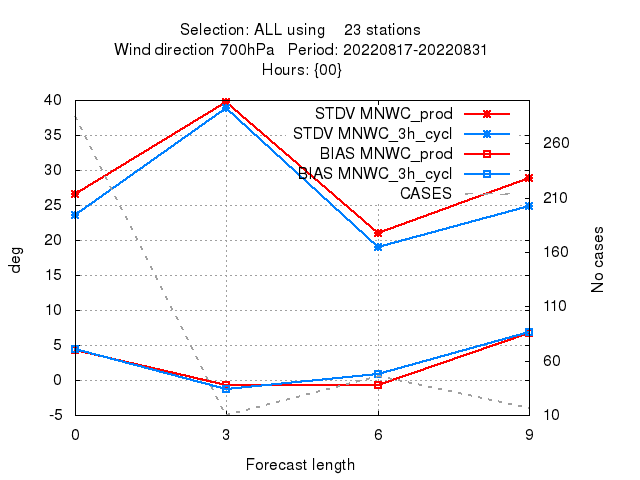 Selection: ALL using 23 stations
Wind direction 700hPa Period: 20220817-20220831
Hours: {00}
STDV MNWC_prod
STDV MNWC_3h_cycl
BIAS MNWC_prod
BIAS MNWC_3h_cycl
CASES
40
35
30
25
20
15
10
5
0
-5
deg
260
210
160
110
60
10
No cases
0 3 6 9
Forecast length